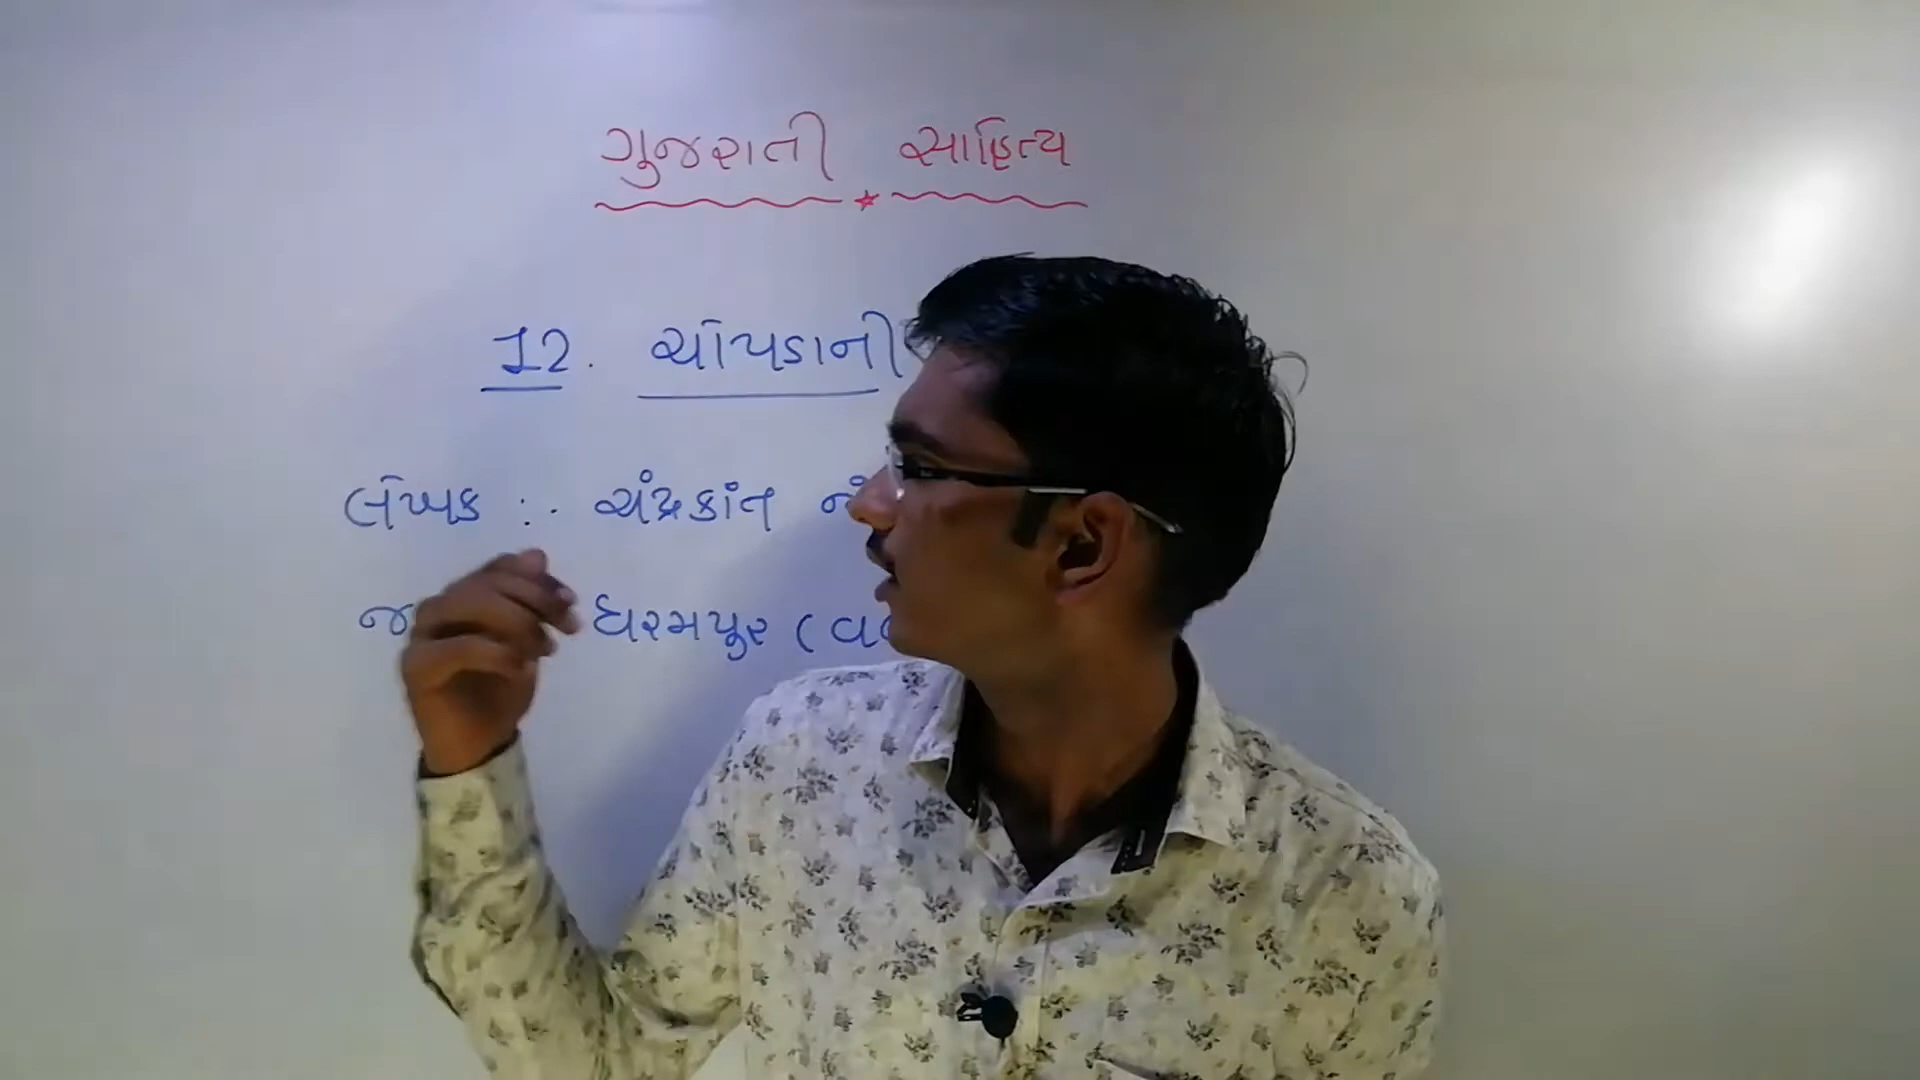 ગુજરાતી સાહિત્ય
12. ચોપડાની
લેખક :. ચંદ્રકાંત
ધરમપુર (વ